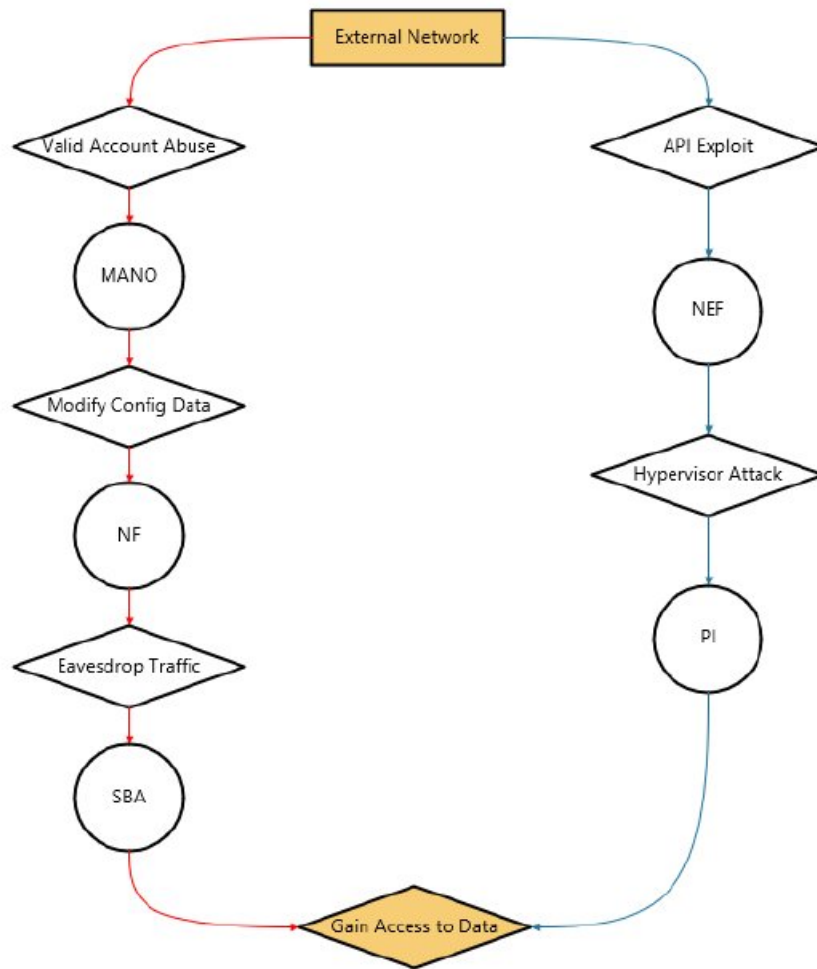 External Network
Valid Account Abuse
API Exploit
MANO
NEF
Modify Config Data
Hypervisor Attack
NF
PI
Eavesdrop Traffic
SBA
Gain Access to Data